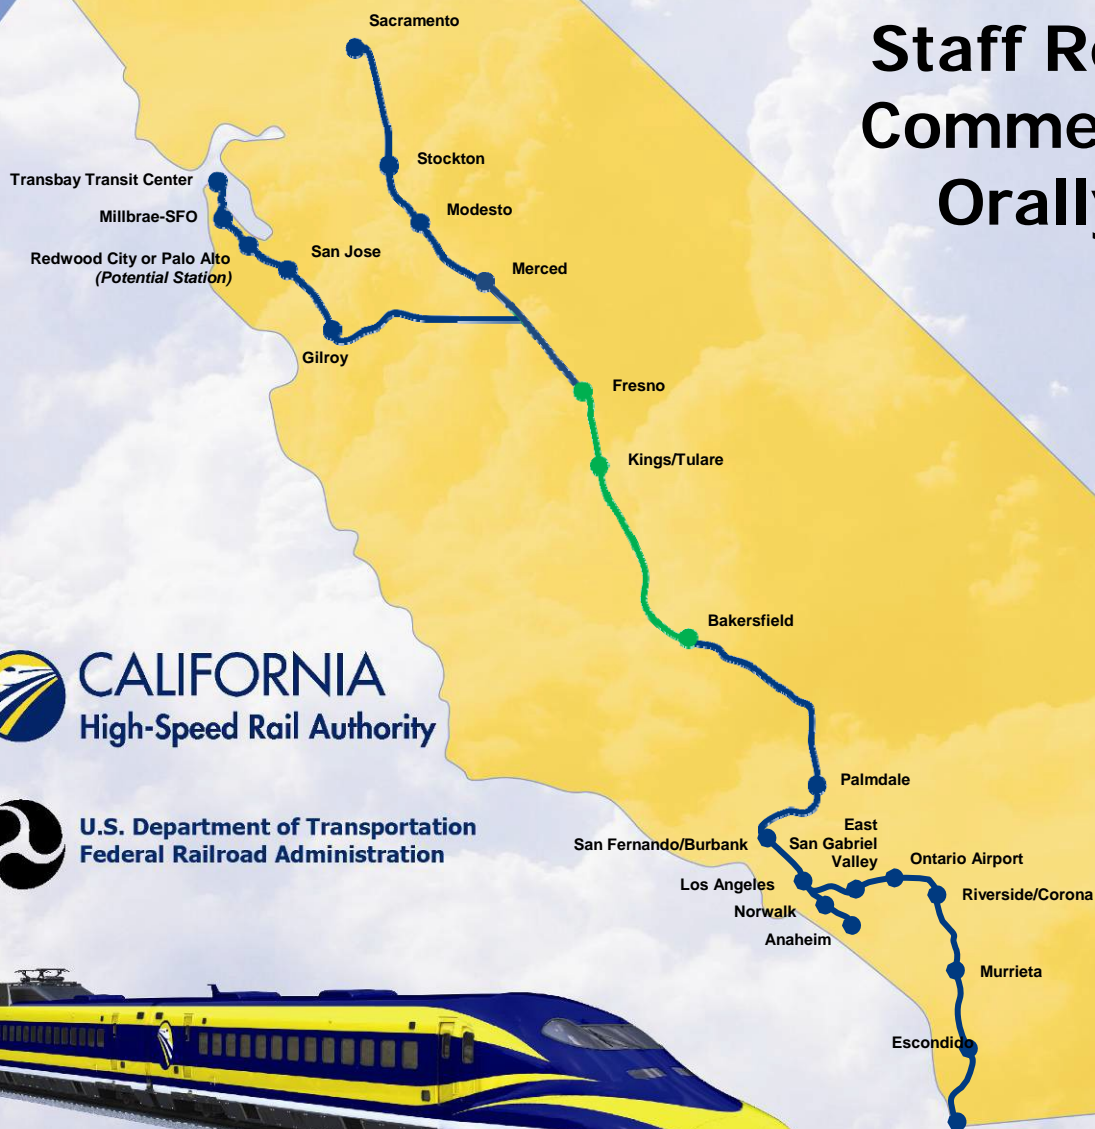 Staff Re
Comme
Orally
Sacramento
Stockton
Transbay Transit Center
Modesto
Millbrae-SFO
San Jose
Redwood City or Palo Alto
(Potential Station)
Merced
Gilroy
Fresno
Kings/Tulare
Bakersfield
CALIFORNIA
High-Speed Rail Authority
Palmdale
U.S. Department of Transportation
Federal Railroad Administration
San Fernando/Burbank
East
San Gabriel
Valley
Ontario Airport
Los Angeles
Riverside/Corona
Norwalk
Anaheim
Murrieta
Escondido